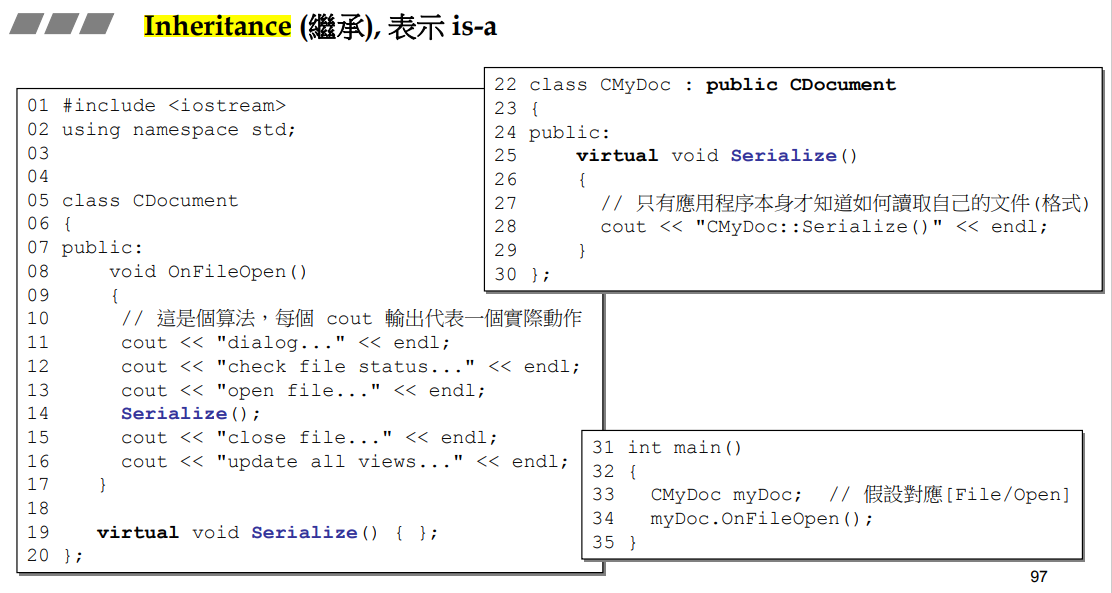 Inheritance (繼承), 表示 is-a
01 #include <iostream>
02 using namespace std;
03
04
05 class CDocument
06 {
07 public:
08     void OnFileOpen()
09     {
10      // 這是個算法，每個 cout 輸出代表一個實際動作
11      cout << "dialog..." << endl;
12      cout << "check file status..." << endl;
13      cout << "open file..." << endl;
14      Serialize();
15      cout << "close file..." << endl;
16      cout << "update all views..." << endl;
17    }
18
19    virtual void Serialize() { };
20 };
22 class CMyDoc : public CDocument
23 {
24 public:
25     virtual void Serialize()
26     {
27       // 只有應用程序本身才知道如何讀取自己的文件(格式)
28       cout << "CMyDoc::Serialize()" << endl;
29     }
30 };
31 int main()
32 {
33   CMyDoc myDoc;  // 假設對應[File/Open]
34   myDoc.OnFileOpen();
35 }
97